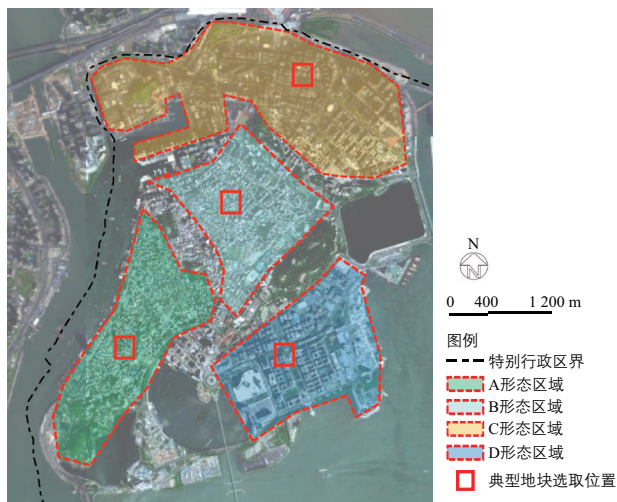 N
N
0 400 1 200 m
图例
特别行政区界
A形态区域
B形态区域
C形态区域
D形态区域
典型地块选取位置